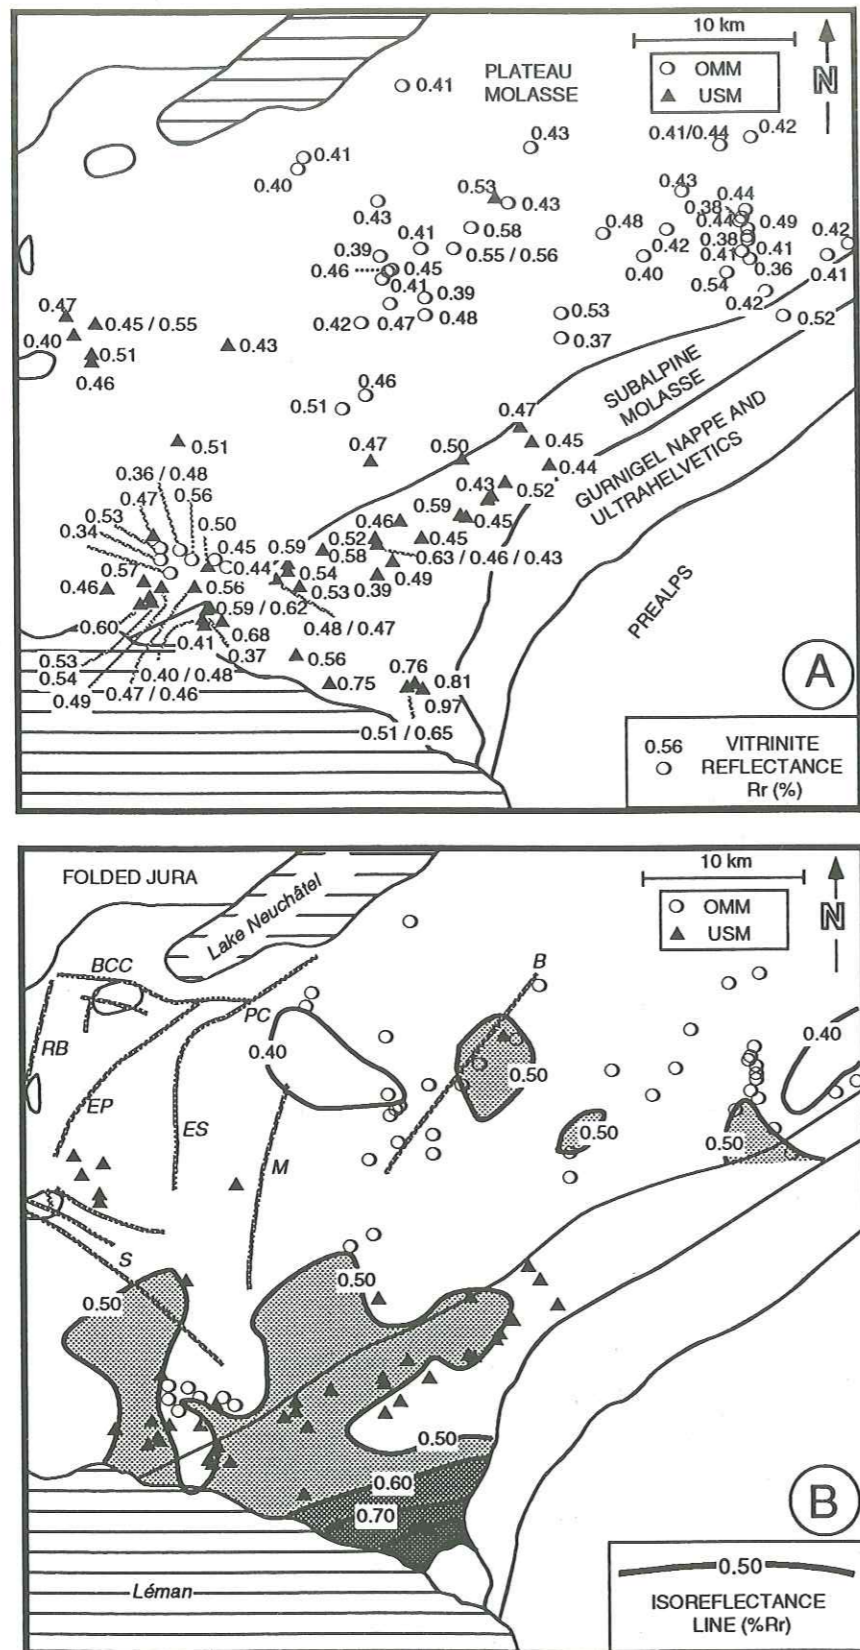 10 km
N
OMM
USM
PLATEAU
MOLASSE
0.41
0.43
0.41/0.44
0.42
0.41
0.40
0.53
0.43
0.43
0.43
0.44
0.38
0.44
0.49
0.58
0.48
0.42
0.38
0.42
0.41
0.55 / 0.56
0.39
0.46
0.45
0.41
0.40
0.41
0.41
0.36
0.54
0.41
0.39
0.42
0.47
0.48
0.53
0.42
0.52
0.37
0.47
0.45 / 0.55
0.40
0.51
0.46
0.43
SUBALPINE
MOLASSE
0.46
0.51
0.47
GURNIGEL NAPPE AND
ULTRAHELVETICS
0.51
0.47
0.50
0.45
0.44
0.36 / 0.48
0.47
0.56
0.43
0.52
0.53
0.50
0.59
0.45
0.34
0.46
0.45
0.59
0.52
0.45
0.57
0.44
0.58
0.63 / 0.46 / 0.43
0.46
0.56
0.54
0.49
0.53
0.39
0.59 / 0.62
0.60
0.68
0.48 / 0.47
0.41
0.37
0.53
0.56
0.54
0.40 / 0.48
0.76
0.49
0.47 / 0.46
0.75
0.81
0.97
0.51 / 0.65
PREALPS
A
0.56
VITRINITE
REFLECTANCE
Rr (%)
FOLDED JURA
Lake Neuchâtel
10 km
N
OMM
USM
BCC
PC
B
RB
0.40
0.40
0.50
EP
ES
0.50
0.50
M
S
0.50
0.50
0.50
0.60
0.70
Léman
B
0.50
ISOREFLECTANCE
LINE (%Rr)